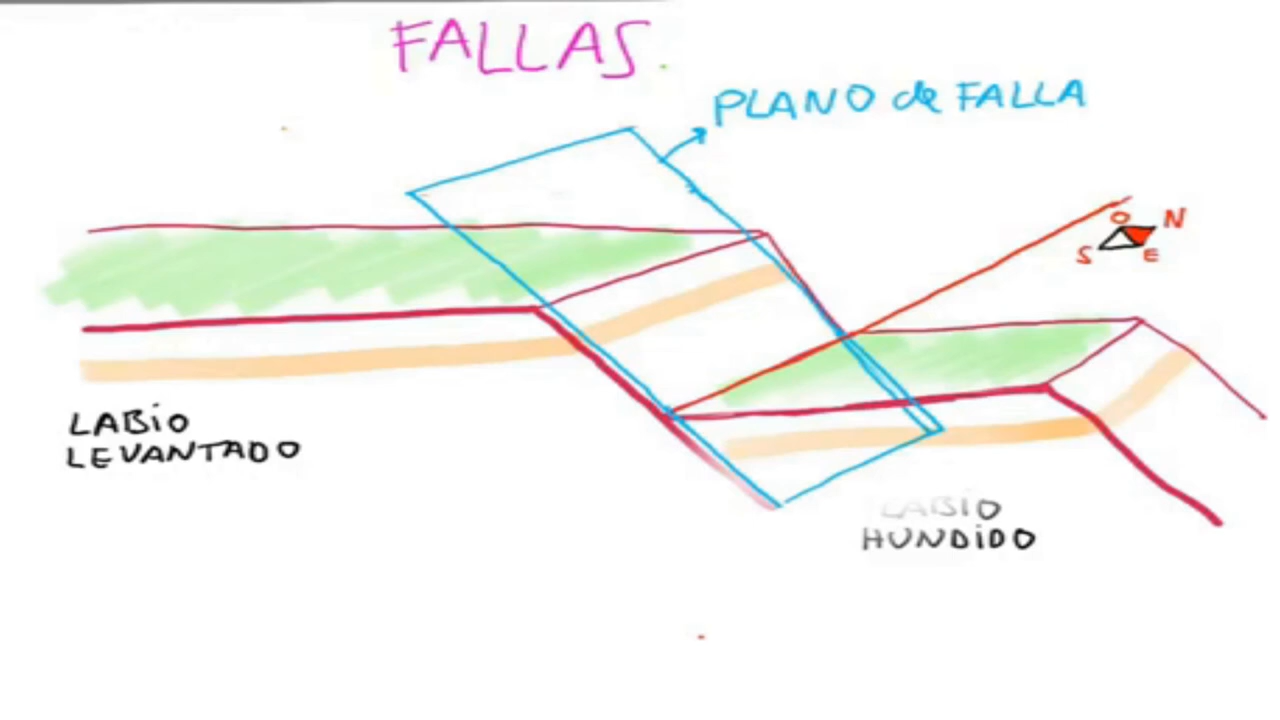 FALLAS
PLANO de FALLA
O
N
S
E
LABiO
LEVANTADO
LABiO
HUNDiDO